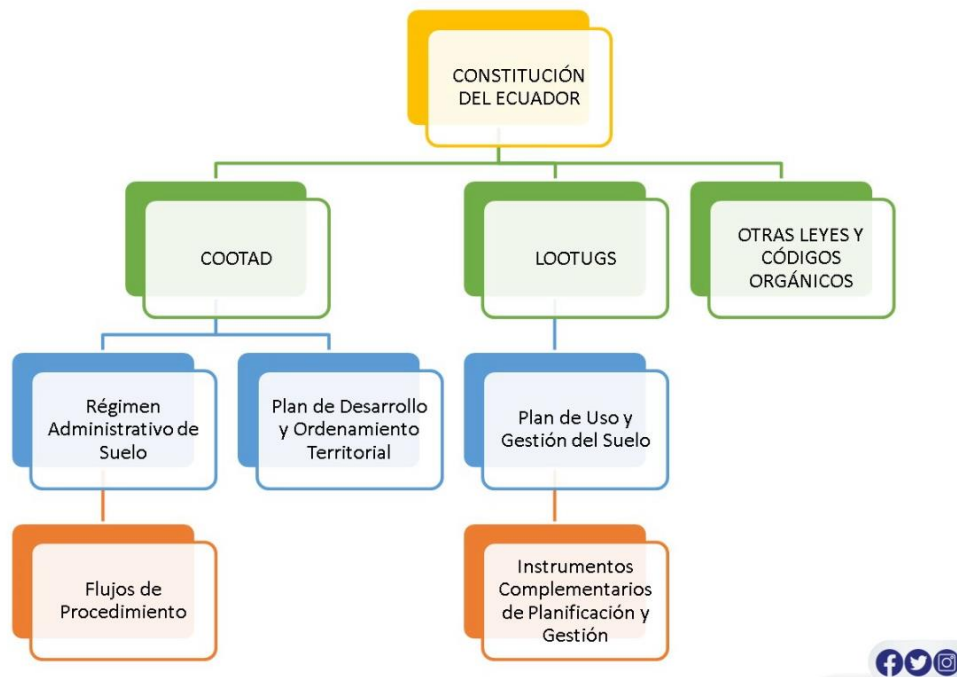 CONSTITUCIÓN
DEL ECUADOR
COOTAD
LOOTUGS
OTRAS LEYES Y
CÓDIGOS
ORGÁNICOS
Régimen
Administrativo de
Suelo
Plan de Desarrollo
y Ordenamiento
Territorial
Plan de Uso y
Gestión del Suelo
Flujos de
Procedimiento
Instrumentos
Complementarios
de Planificación y
Gestión